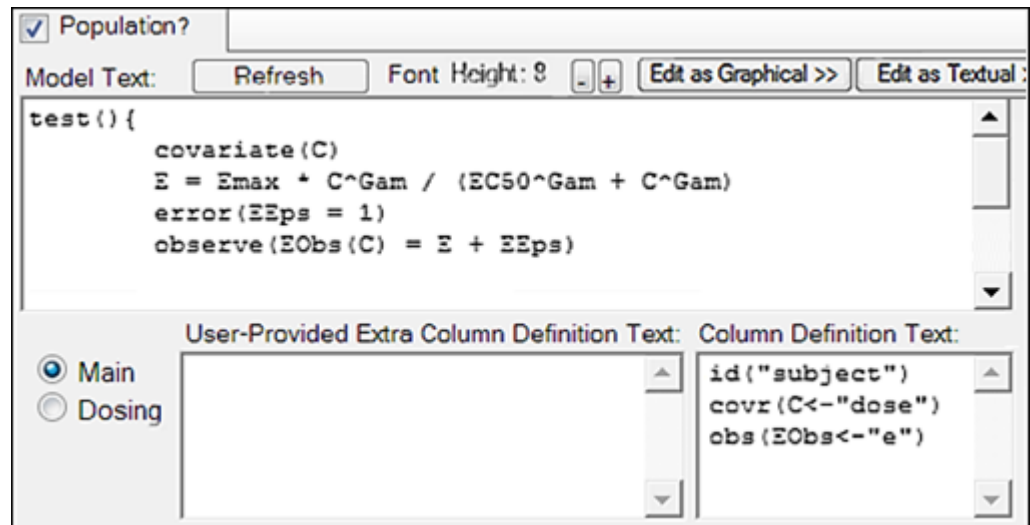 Population?
Model Text: Refresh Font Height: 8 - + Edit as Graphical >> Edit as Textual
test(){
covariate(C)
E = Emax * C^Gam / (EC50^Gam + C^Gam)
error(EEps = 1)
observe(EObs(C) = E + EEps)
User-Provided Extra Column Definition Text: Column Definition Text:
Main
Dosing
id("subject")
covr(C<-"dose")
obs(EObs<-"e")